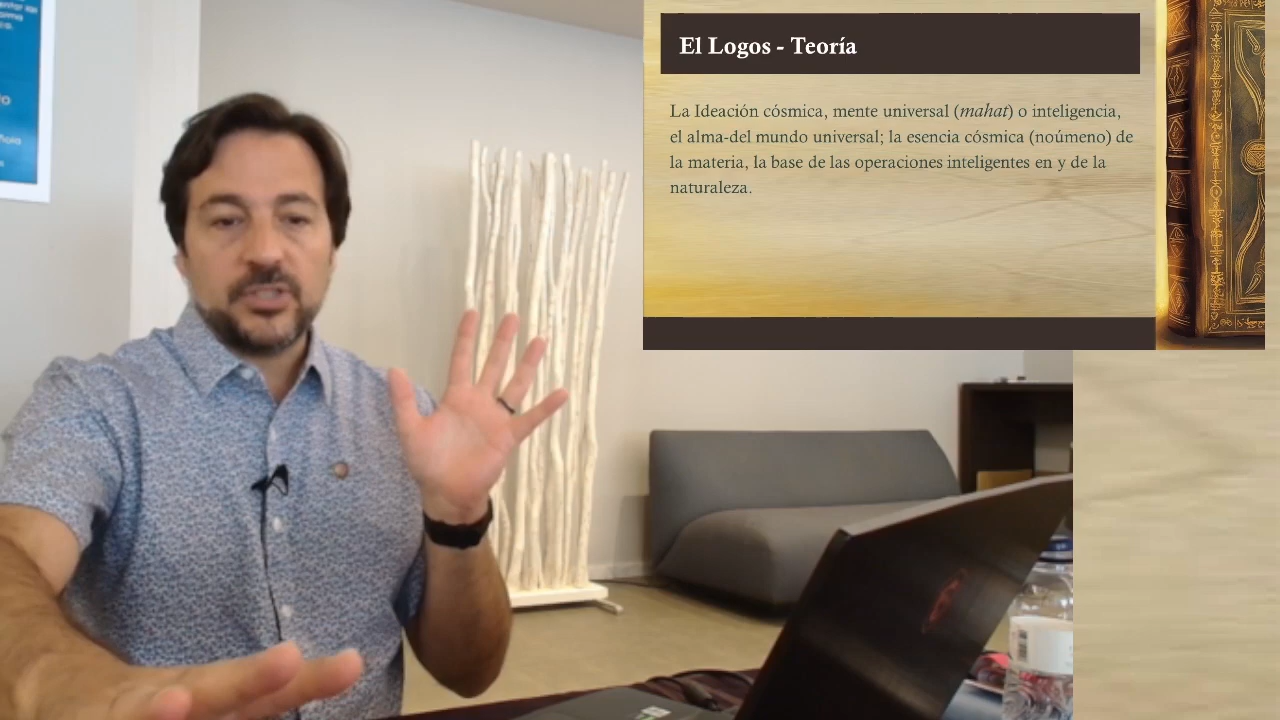 El Logos - Teoría
La Ideación cósmica, mente universal (mahat) o inteligencia,
el alma-del mundo universal; la esencia cósmica (noúmeno) de
la materia, la base de las operaciones inteligentes en y de la
naturaleza.